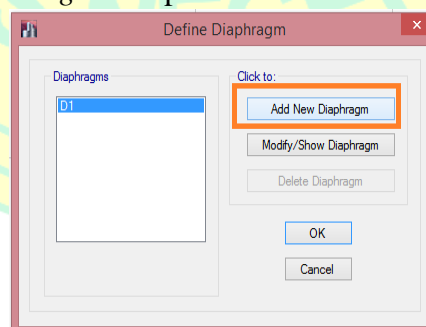 Define Diaphragm
Diaphragms
D1
Click to:
Add New Diaphragm
Modify/Show Diaphragm
Delete Diaphragm
OK
Cancel